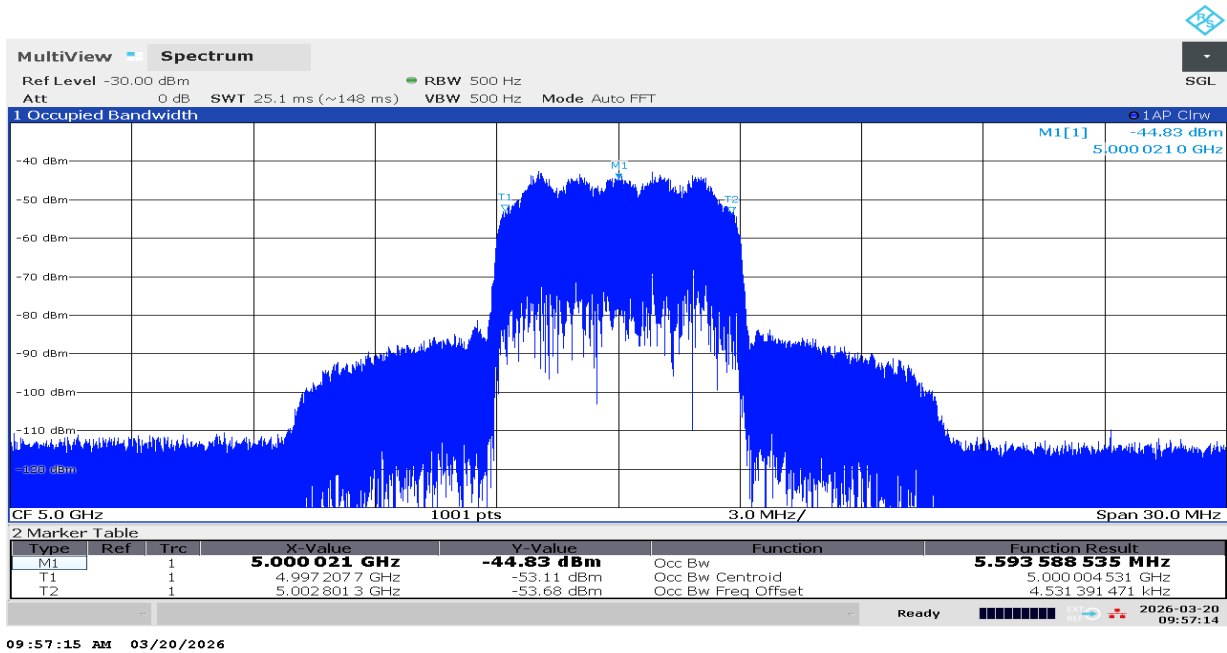 R&S
MultiView Spectrum
Ref Level -30.00 dBm RBW 500 Hz SGL
Att 0 dB SWT 25.1 ms (~148 ms) VBW 500 Hz Mode Auto FFT
1 Occupied Bandwidth 1AP Clrw
M1[1] -44.83 dBm
5.000 021 0 GHz
-40 dBm
M1
-50 dBm
T1
T2
-60 dBm
-70 dBm
-80 dBm
-90 dBm
-100 dBm
-110 dBm
-120 dBm
CF 5.0 GHz 1001 pts 3.0 MHz/ Span 30.0 MHz
2 Marker Table
Type Ref Trc X-Value Y-Value Function Function Result
M1 1 5.000 021 GHz -44.83 dBm Occ Bw 5.593 588 535 MHz
T1 1 4.997 207 7 GHz -53.11 dBm Occ Bw Centroid 5.000 004 531 GHz
T2 1 5.002 801 3 GHz -53.68 dBm Occ Bw Freq Offset 4.531 391 471 kHz
Ready EXT REF 2026-03-20
09:57:14
09:57:15 AM 03/20/2026